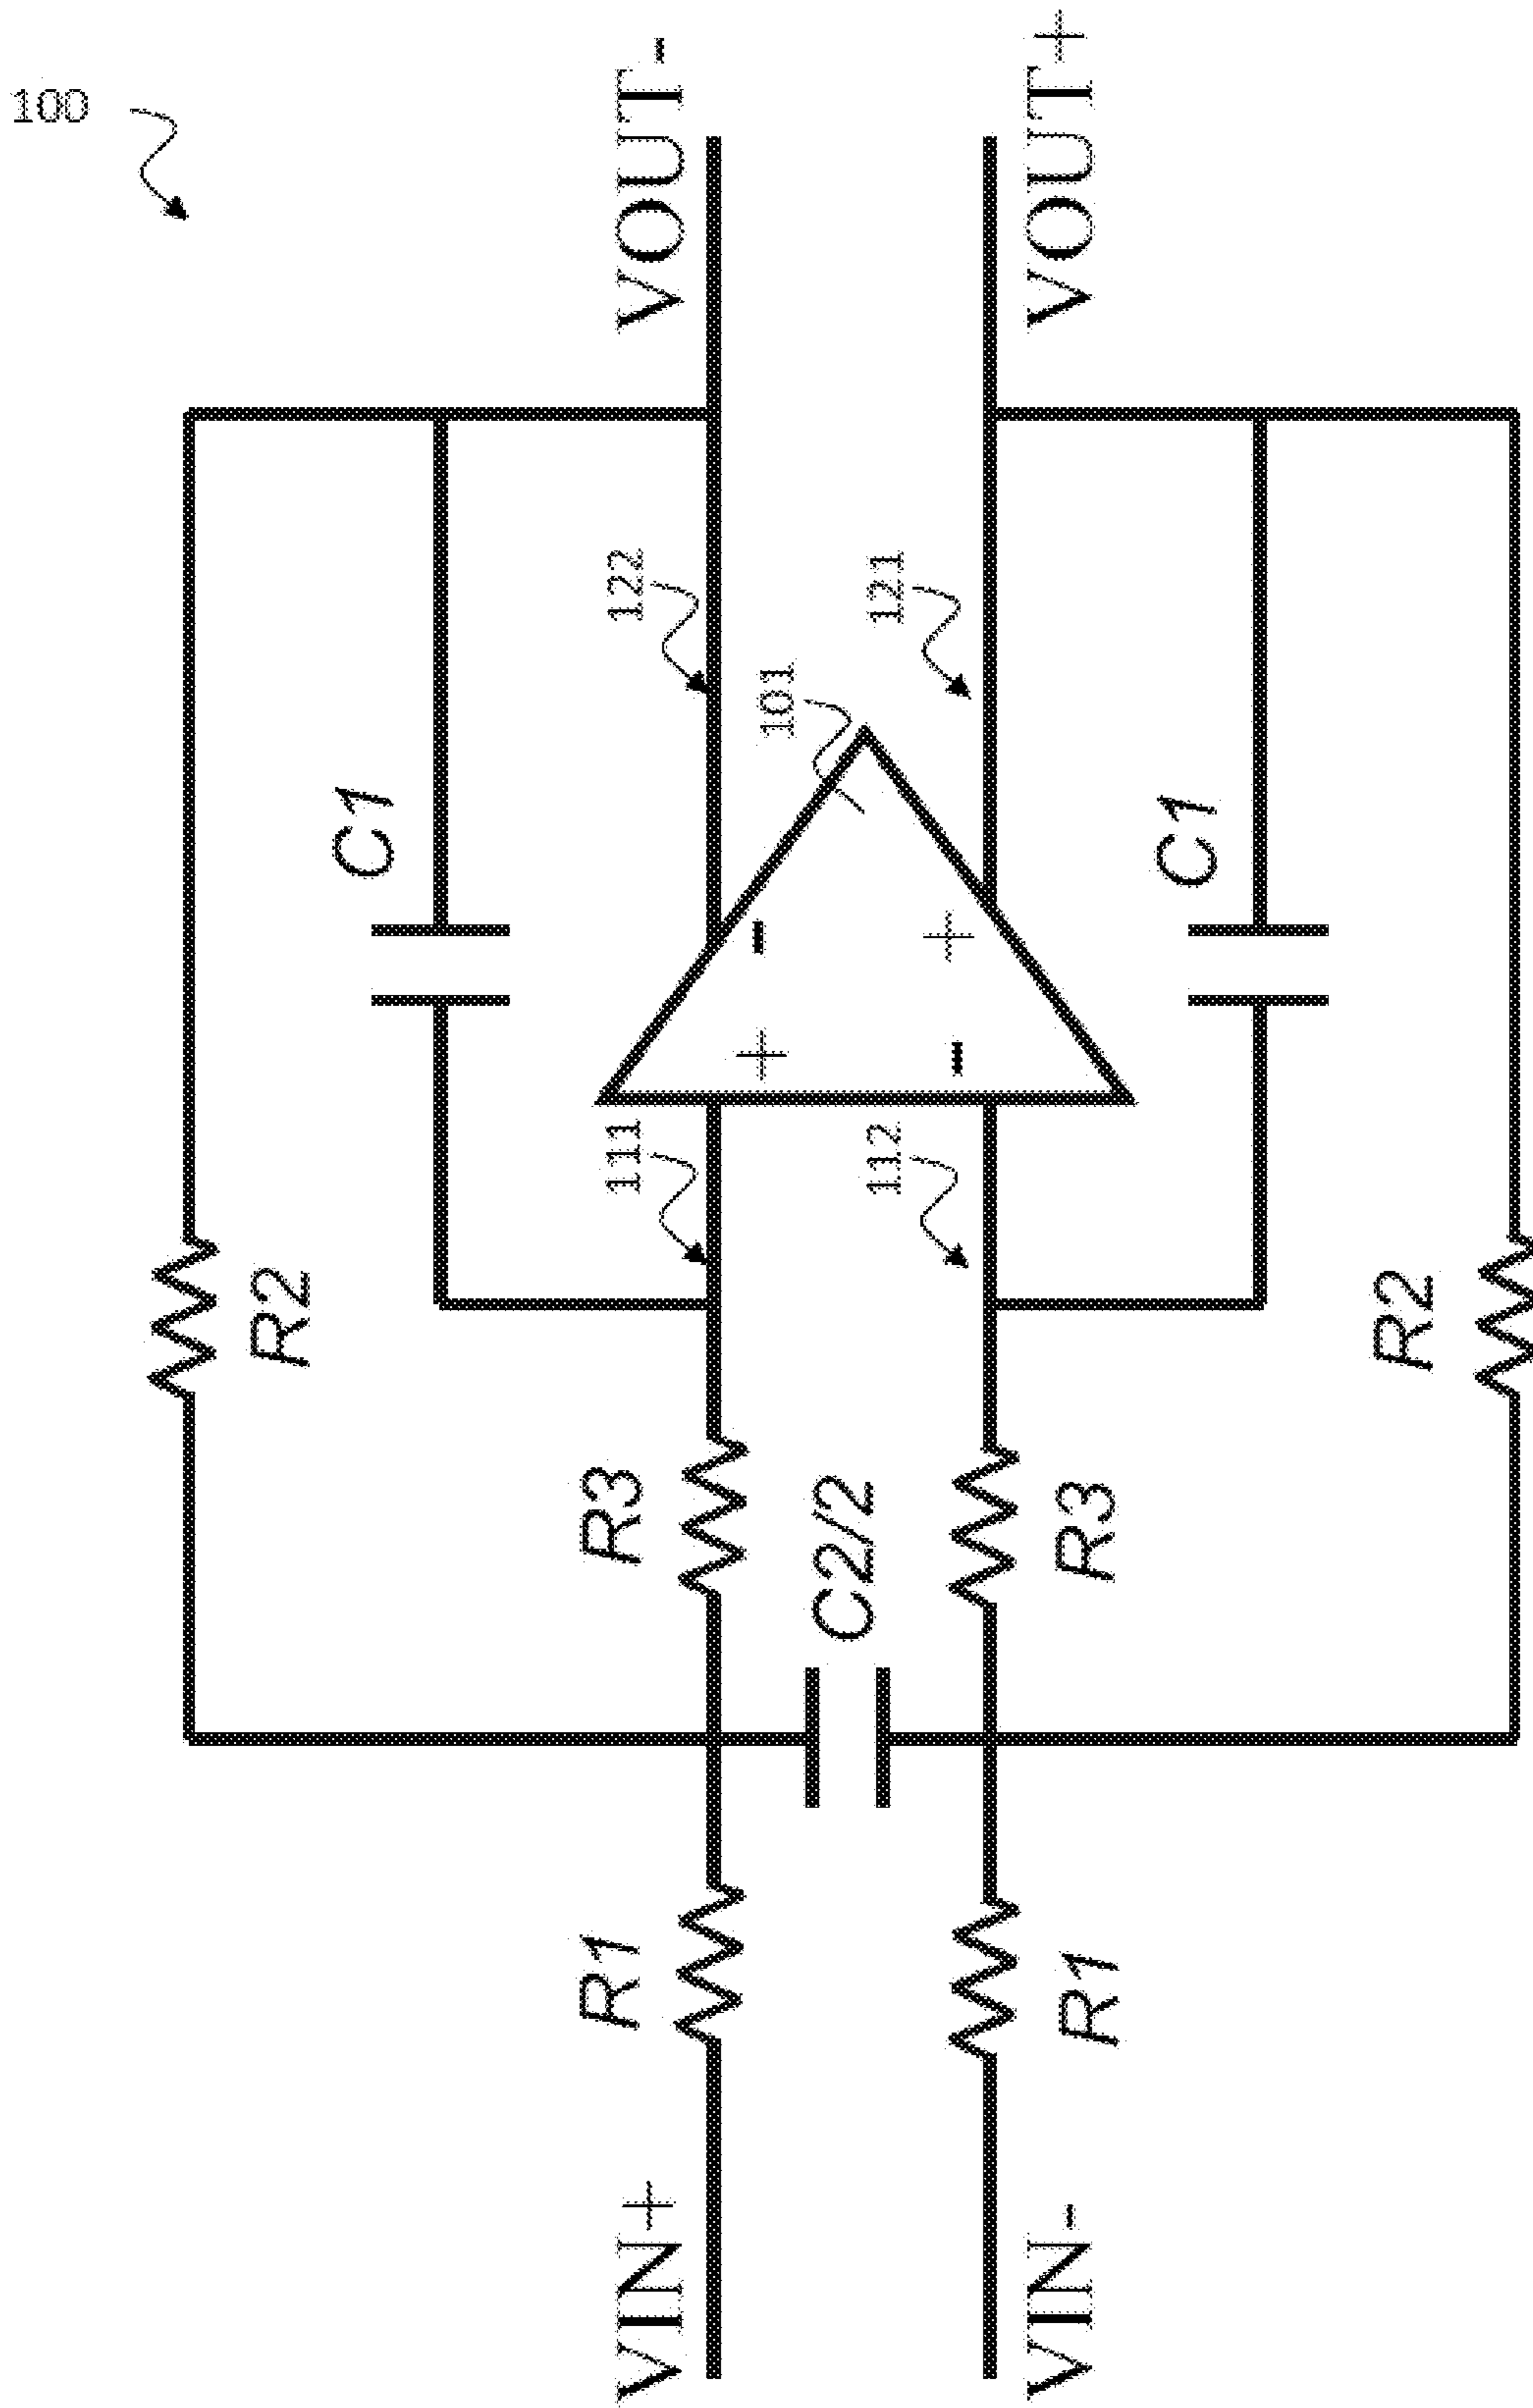 100
VOUT-
VOUT+
122
121
101
C1
C1
+
-
-
+
111
112
R2
R2
R3
R3
C2/2
R1
R1
VIN+
VIN-